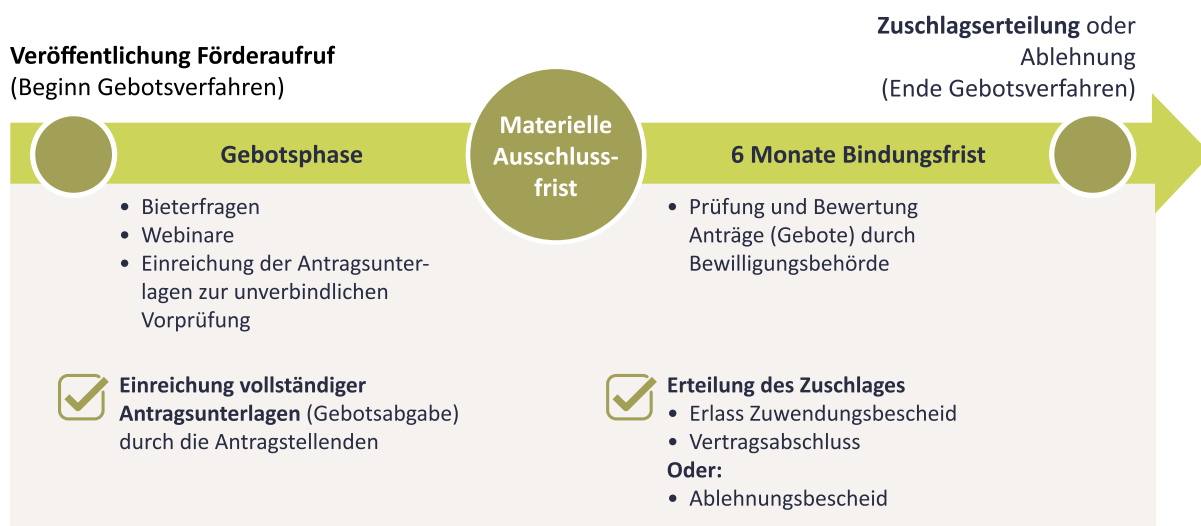 Veröffentlichung Förderaufruf
(Beginn Gebotsverfahren)
Zuschlagserteilung oder
Ablehnung
(Ende Gebotsverfahren)
Gebotsphase
Materielle
Ausschluss-
frist
6 Monate Bindungsfrist
• Bieterfragen
• Webinare
• Einreichung der Antragsunter-
lagen zur unverbindlichen
Vorprüfung
Einreichung vollständiger
Antragsunterlagen (Gebotsabgabe)
durch die Antragstellenden
• Prüfung und Bewertung
Anträge (Gebote) durch
Bewilligungsbehörde
Erteilung des Zuschlages
• Erlass Zuwendungsbescheid
• Vertragsabschluss
Oder:
• Ablehnungsbescheid